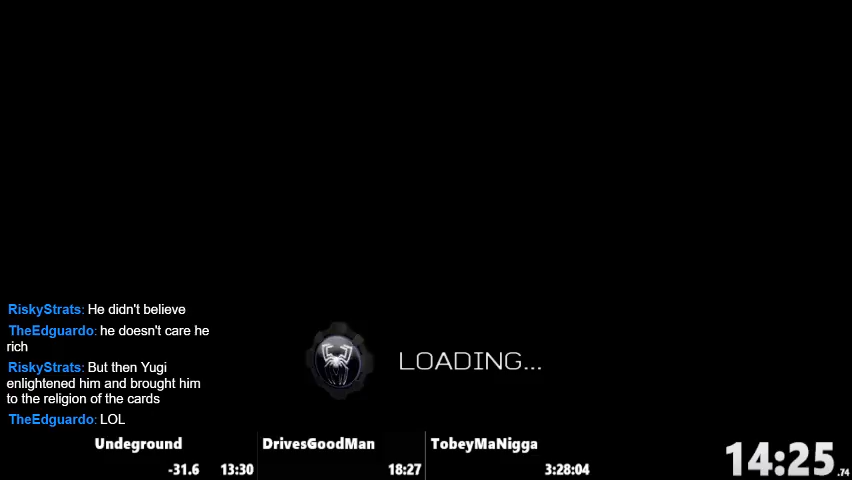 RiskyStrats: He didn't believe
TheEdguardo: he doesn't care he
rich
RiskyStrats: But then Yugi
enlightened him and brought him
to the religion of the cards
TheEdguardo: LOL
LOADING...
Undeground DrivesGoodMan TobeyMaNigga
-31.6 13:30 18:27 3:28:04
14:25.74